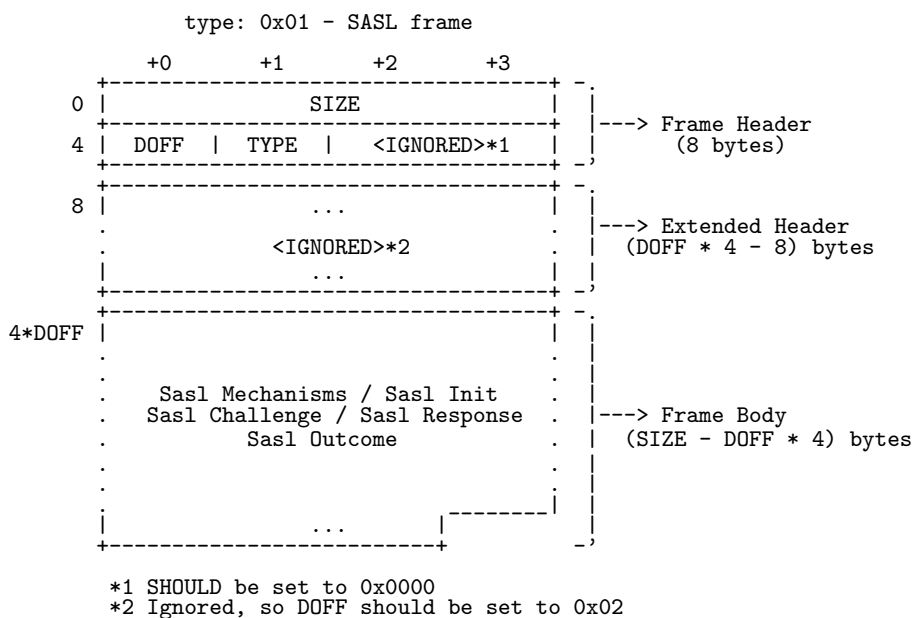 type: 0x01 - SASL frame
+0 +1 +2 +3
0 SIZE
---> Frame Header
4 DOFF | TYPE | <IGNORED>*1
(8 bytes)
8 ...
---> Extended Header
<IGNORED>*2 (DOFF * 4 - 8) bytes
...
4*DOFF
Sasl Mechanisms / Sasl Init
Sasl Challenge / Sasl Response ---> Frame Body
Sasl Outcome (SIZE - DOFF * 4) bytes
...
*1 SHOULD be set to 0x0000
*2 Ignored, so DOFF should be set to 0x02